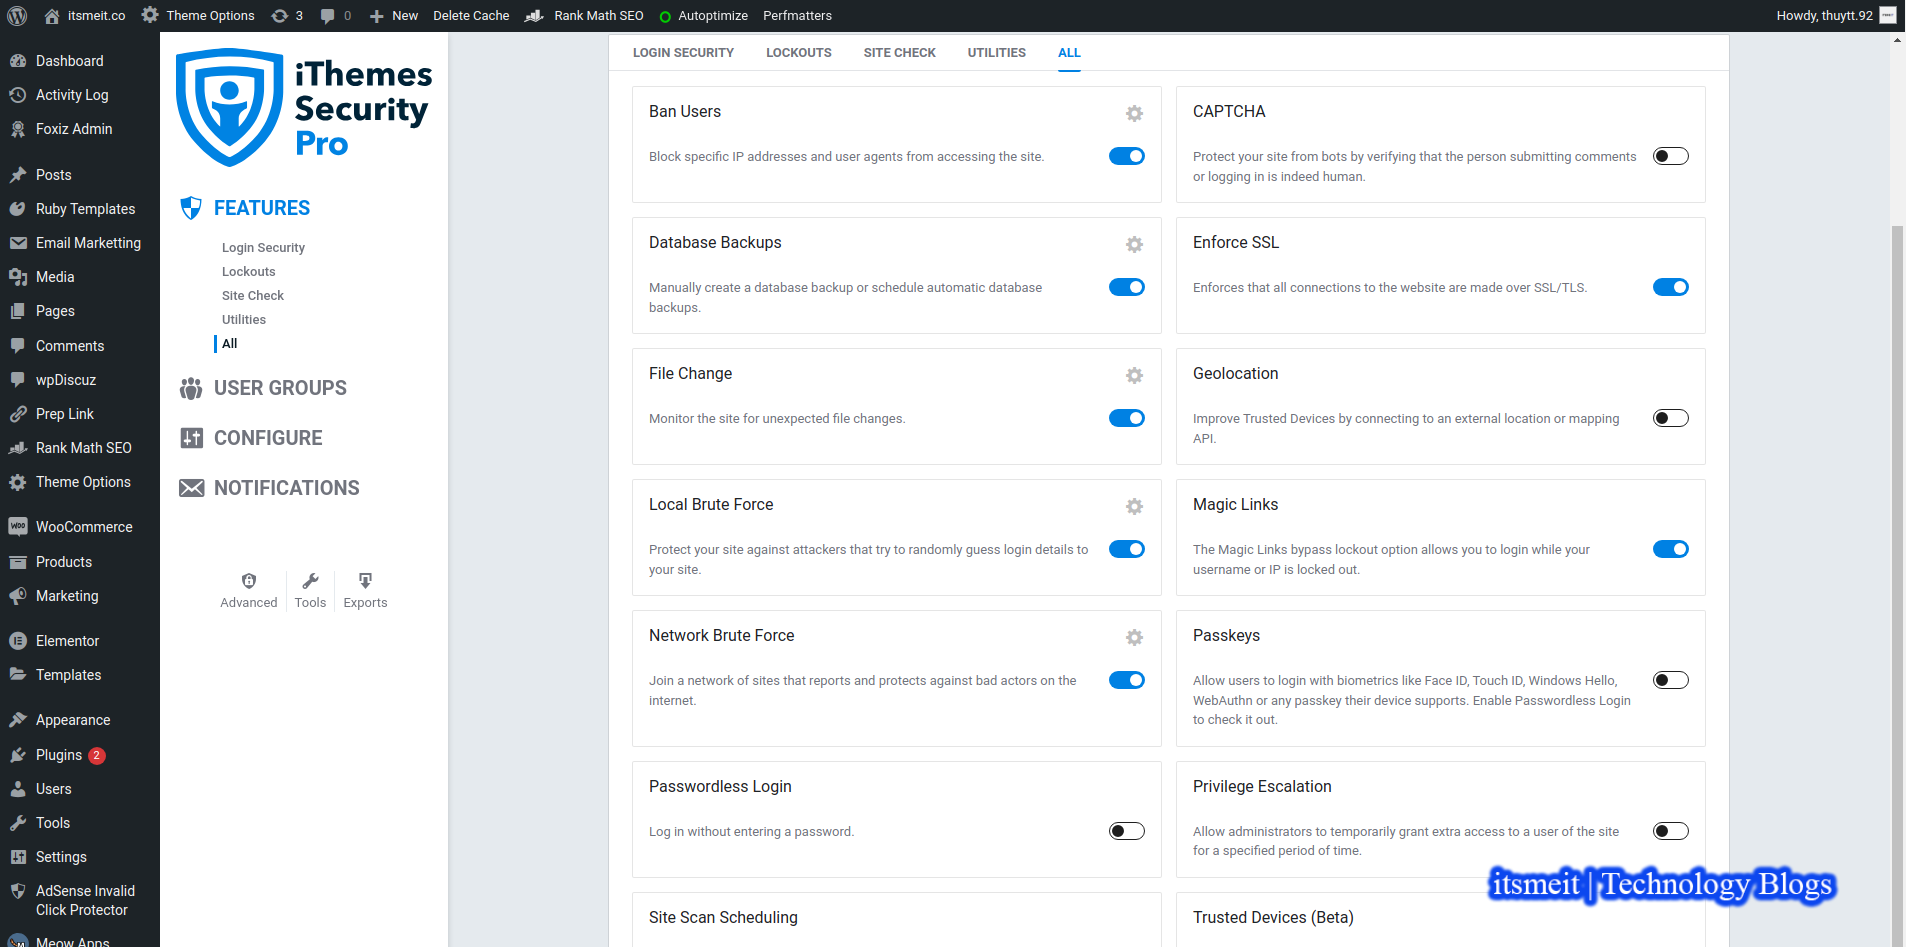 itsmeit.co Theme Options 3 0 New Delete Cache Rank Math SEO Autoptimize Perfmatters Howdy, thuytt.92
Dashboard
Activity Log
Foxiz Admin
Posts
Ruby Templates
Email Marketting
Media
Pages
Comments
wpDiscuz
Prep Link
Rank Math SEO
Theme Options
WooCommerce
Products
Marketing
Elementor
Templates
Appearance
Plugins 2
Users
Tools
Settings
AdSense Invalid
Click Protector
Meow Apps
iThemes
Security
Pro
FEATURES
Login Security
Lockouts
Site Check
Utilities
All
USER GROUPS
CONFIGURE
NOTIFICATIONS
Advanced Tools Exports
LOGIN SECURITY LOCKOUTS SITE CHECK UTILITIES ALL
Ban Users
Block specific IP addresses and user agents from accessing the site.
CAPTCHA
Protect your site from bots by verifying that the person submitting comments
or logging in is indeed human.
Database Backups
Manually create a database backup or schedule automatic database
backups.
Enforce SSL
Enforces that all connections to the website are made over SSL/TLS.
File Change
Monitor the site for unexpected file changes.
Geolocation
Improve Trusted Devices by connecting to an external location or mapping
API.
Local Brute Force
Protect your site against attackers that try to randomly guess login details to
your site.
Magic Links
The Magic Links bypass lockout option allows you to login while your
username or IP is locked out.
Network Brute Force
Join a network of sites that reports and protects against bad actors on the
internet.
Passkeys
Allow users to login with biometrics like Face ID, Touch ID, Windows Hello,
WebAuthn or any passkey their device supports. Enable Passwordless Login
to check it out.
Passwordless Login
Log in without entering a password.
Privilege Escalation
Allow administrators to temporarily grant extra access to a user of the site
for a specified period of time.
Site Scan Scheduling
Trusted Devices (Beta)
itsmeit | Technology Blogs